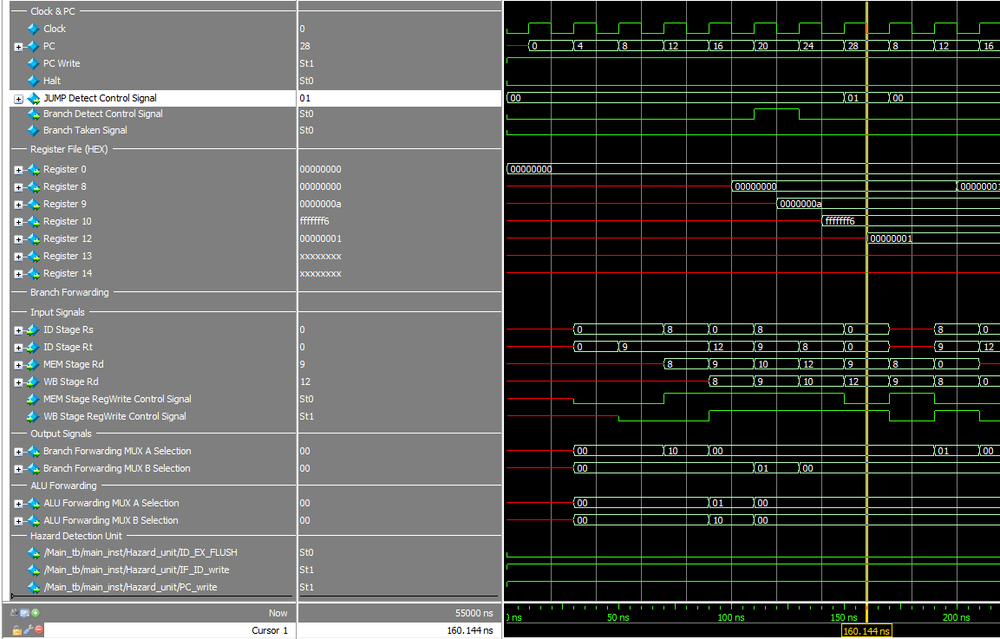 Clock & PC
Clock 0
PC 28 0 4 8 12 16 20 24 28 8 12 16
PC Write St1
Halt St0
JUMP Detect Control Signal 01 00 01 00
Branch Detect Control Signal St0
Branch Taken Signal St0
Register File (HEX)
Register 0 00000000 00000000
Register 8 00000000 00000000 00000001
Register 9 0000000a 0000000a
Register 10 fffffff6 fffffff6
Register 12 00000001 00000001
Register 13 xxxxxxxx
Register 14 xxxxxxxx
Branch Forwarding
Input Signals
ID Stage Rs 0 0 8 0 8 0 8 0
ID Stage Rt 0 0 9 12 9 8 0 9 12
MEM Stage Rd 9 8 9 10 12 9 8 0
WB Stage Rd 12 8 9 10 12 9 8 0
MEM Stage RegWrite Control Signal St0
WB Stage RegWrite Control Signal St1
Output Signals
Branch Forwarding MUX A Selection 00 00 10 00 01 00
Branch Forwarding MUX B Selection 00 00 01 00
ALU Forwarding
ALU Forwarding MUX A Selection 00 00 01 00
ALU Forwarding MUX B Selection 00 00 10 00
Hazard Detection Unit
/Main_tb/main_inst/Hazard_unit/ID_EX_FLUSH St0
/Main_tb/main_inst/Hazard_unit/IF_ID_write St1
/Main_tb/main_inst/Hazard_unit/PC_write St1
Now 55000 ns 0 ns 50 ns 100 ns 150 ns 200 ns
Cursor 1 160.144 ns 160.144 ns